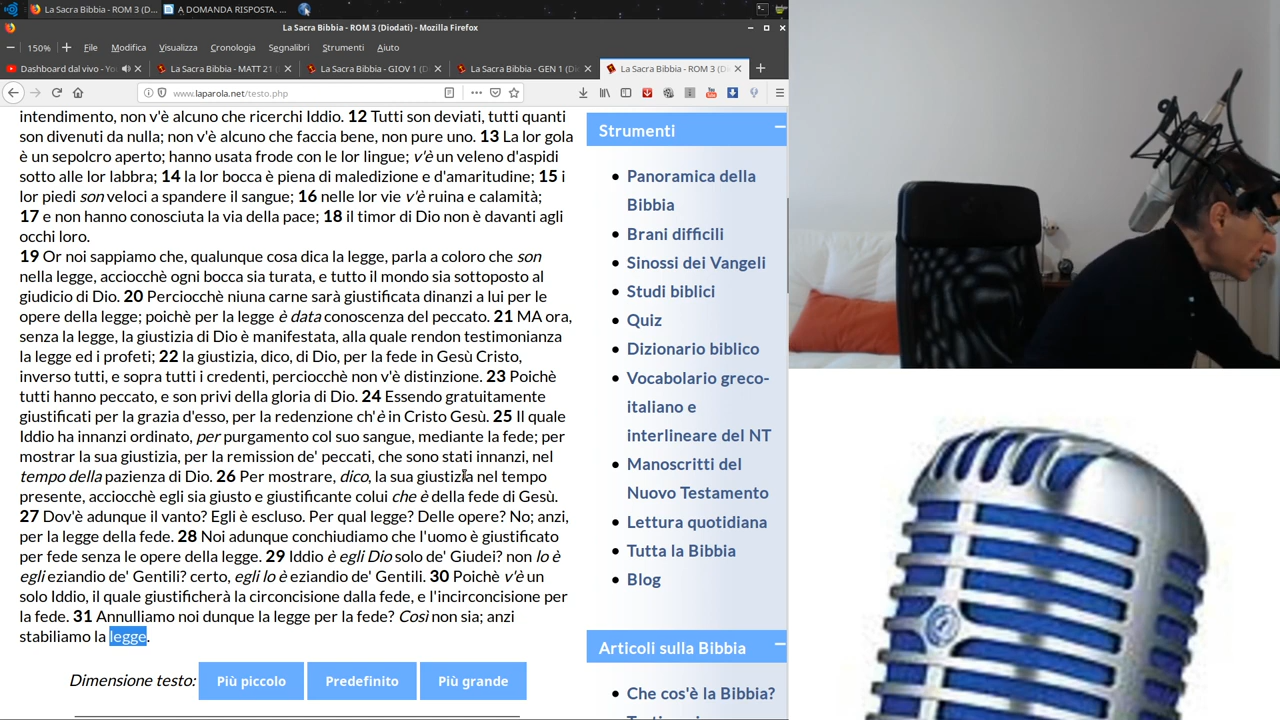 La Sacra Bibbia - ROM 3 (D...
A DOMANDA RISPOSTA. ...
La Sacra Bibbia - ROM 3 (Diodati) - Mozilla Firefox
150%
File Modifica Visualizza Cronologia Segnalibri Strumenti Aiuto
Dashboard dal vivo - Yo
La Sacra Bibbia - MATT 21 (
La Sacra Bibbia - GIOV 1 (D
La Sacra Bibbia - GEN 1 (Di
La Sacra Bibbia - ROM 3 (Di
www.laparola.net/testo.php
intendimento, non v'è alcuno che ricerchi Iddio. 12 Tutti son deviati, tutti quanti
son divenuti da nulla; non v'è alcuno che faccia bene, non pure uno. 13 La lor gola
è un sepolcro aperto; hanno usata frode con le lor lingue; v'è un veleno d'aspidi
sotto alle lor labbra; 14 la lor bocca è piena di maledizione e d'amaritudine; 15 i
lor piedi son veloci a spandere il sangue; 16 nelle lor vie v'è ruina e calamità;
17 e non hanno conosciuta la via della pace; 18 il timor di Dio non è davanti agli
occhi loro.
19 Or noi sappiamo che, qualunque cosa dica la legge, parla a coloro che son
nella legge, acciocchè ogni bocca sia turata, e tutto il mondo sia sottoposto al
giudicio di Dio. 20 Perciocchè niuna carne sarà giustificata dinanzi a lui per le
opere della legge; poichè per la legge è data conoscenza del peccato. 21 MA ora,
senza la legge, la giustizia di Dio è manifestata, alla quale rendon testimonianza
la legge ed i profeti; 22 la giustizia, dico, di Dio, per la fede in Gesù Cristo,
inverso tutti, e sopra tutti i credenti, perciocchè non v'è distinzione. 23 Poichè
tutti hanno peccato, e son privi della gloria di Dio. 24 Essendo gratuitamente
giustificati per la grazia d'esso, per la redenzione ch'è in Cristo Gesù. 25 Il quale
Iddio ha innanzi ordinato, per purgamento col suo sangue, mediante la fede; per
mostrar la sua giustizia, per la remission de' peccati, che sono stati innanzi, nel
tempo della pazienza di Dio. 26 Per mostrare, dico, la sua giustizia nel tempo
presente, acciocchè egli sia giusto e giustificante colui che è della fede di Gesù.
27 Dov'è adunque il vanto? Egli è escluso. Per qual legge? Delle opere? No; anzi,
per la legge della fede. 28 Noi adunque conchiudiamo che l'uomo è giustificato
per fede senza le opere della legge. 29 Iddio è egli Dio solo de' Giudei? non lo è
egli eziandio de' Gentili? certo, egli lo è eziandio de' Gentili. 30 Poichè v'è un
solo Iddio, il quale giustificherà la circoncisione dalla fede, e l'incirconcisione per
la fede. 31 Annulliamo noi dunque la legge per la fede? Così non sia; anzi
stabiliamo la legge.
Dimensione testo: Più piccolo Predefinito Più grande
Strumenti
Panoramica della
Bibbia
Brani difficili
Sinossi dei Vangeli
Studi biblici
Quiz
Dizionario biblico
Vocabolario greco-
italiano e
interlineare del NT
Manoscritti del
Nuovo Testamento
Lettura quotidiana
Tutta la Bibbia
Blog
Articoli sulla Bibbia
Che cos'è la Bibbia?